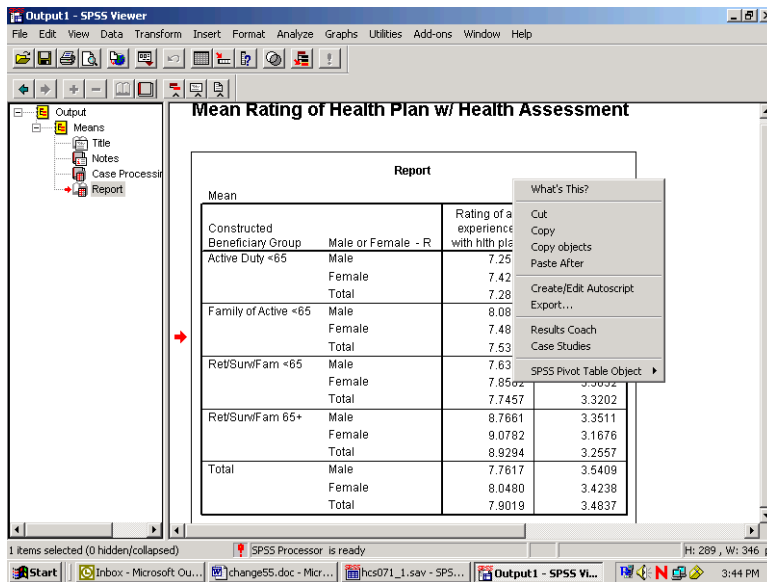 Output1 - SPSS Viewer
File Edit View Data Transform Insert Format Analyze Graphs Utilities Add-ons Window Help
Output
Means
Title
Notes
Case Processin
Report
Mean Rating of Health Plan w/ Health Assessment
Report
Mean
Constructed Beneficiary Group
Male or Female - R
Rating of a
experience
with hlth pla
Active Duty <65 Male 7.25
Female 7.42
Total 7.28
Family of Active <65 Male 8.08
Female 7.48
Total 7.53
Ret/Surv/Fam <65 Male 7.63
Female
Total 7.7457 3.3202
Ret/Surv/Fam 65+ Male 8.7661 3.3511
Female 9.0782 3.1676
Total 8.9294 3.2557
Total Male 7.7617 3.5409
Female 8.0480 3.4238
Total 7.9019 3.4837
What's This?
Cut
Copy
Copy objects
Paste After
Create/Edit Autoscript
Export...
Results Coach
Case Studies
SPSS Pivot Table Object
1 items selected (0 hidden/collapsed)
SPSS Processor is ready
H: 289 , W: 346
Start
Inbox - Microsoft Ou...
change55.doc - Micr...
hcs071_1.sav - SPS...
Output1 - SPSS Vi...
3:44 PM